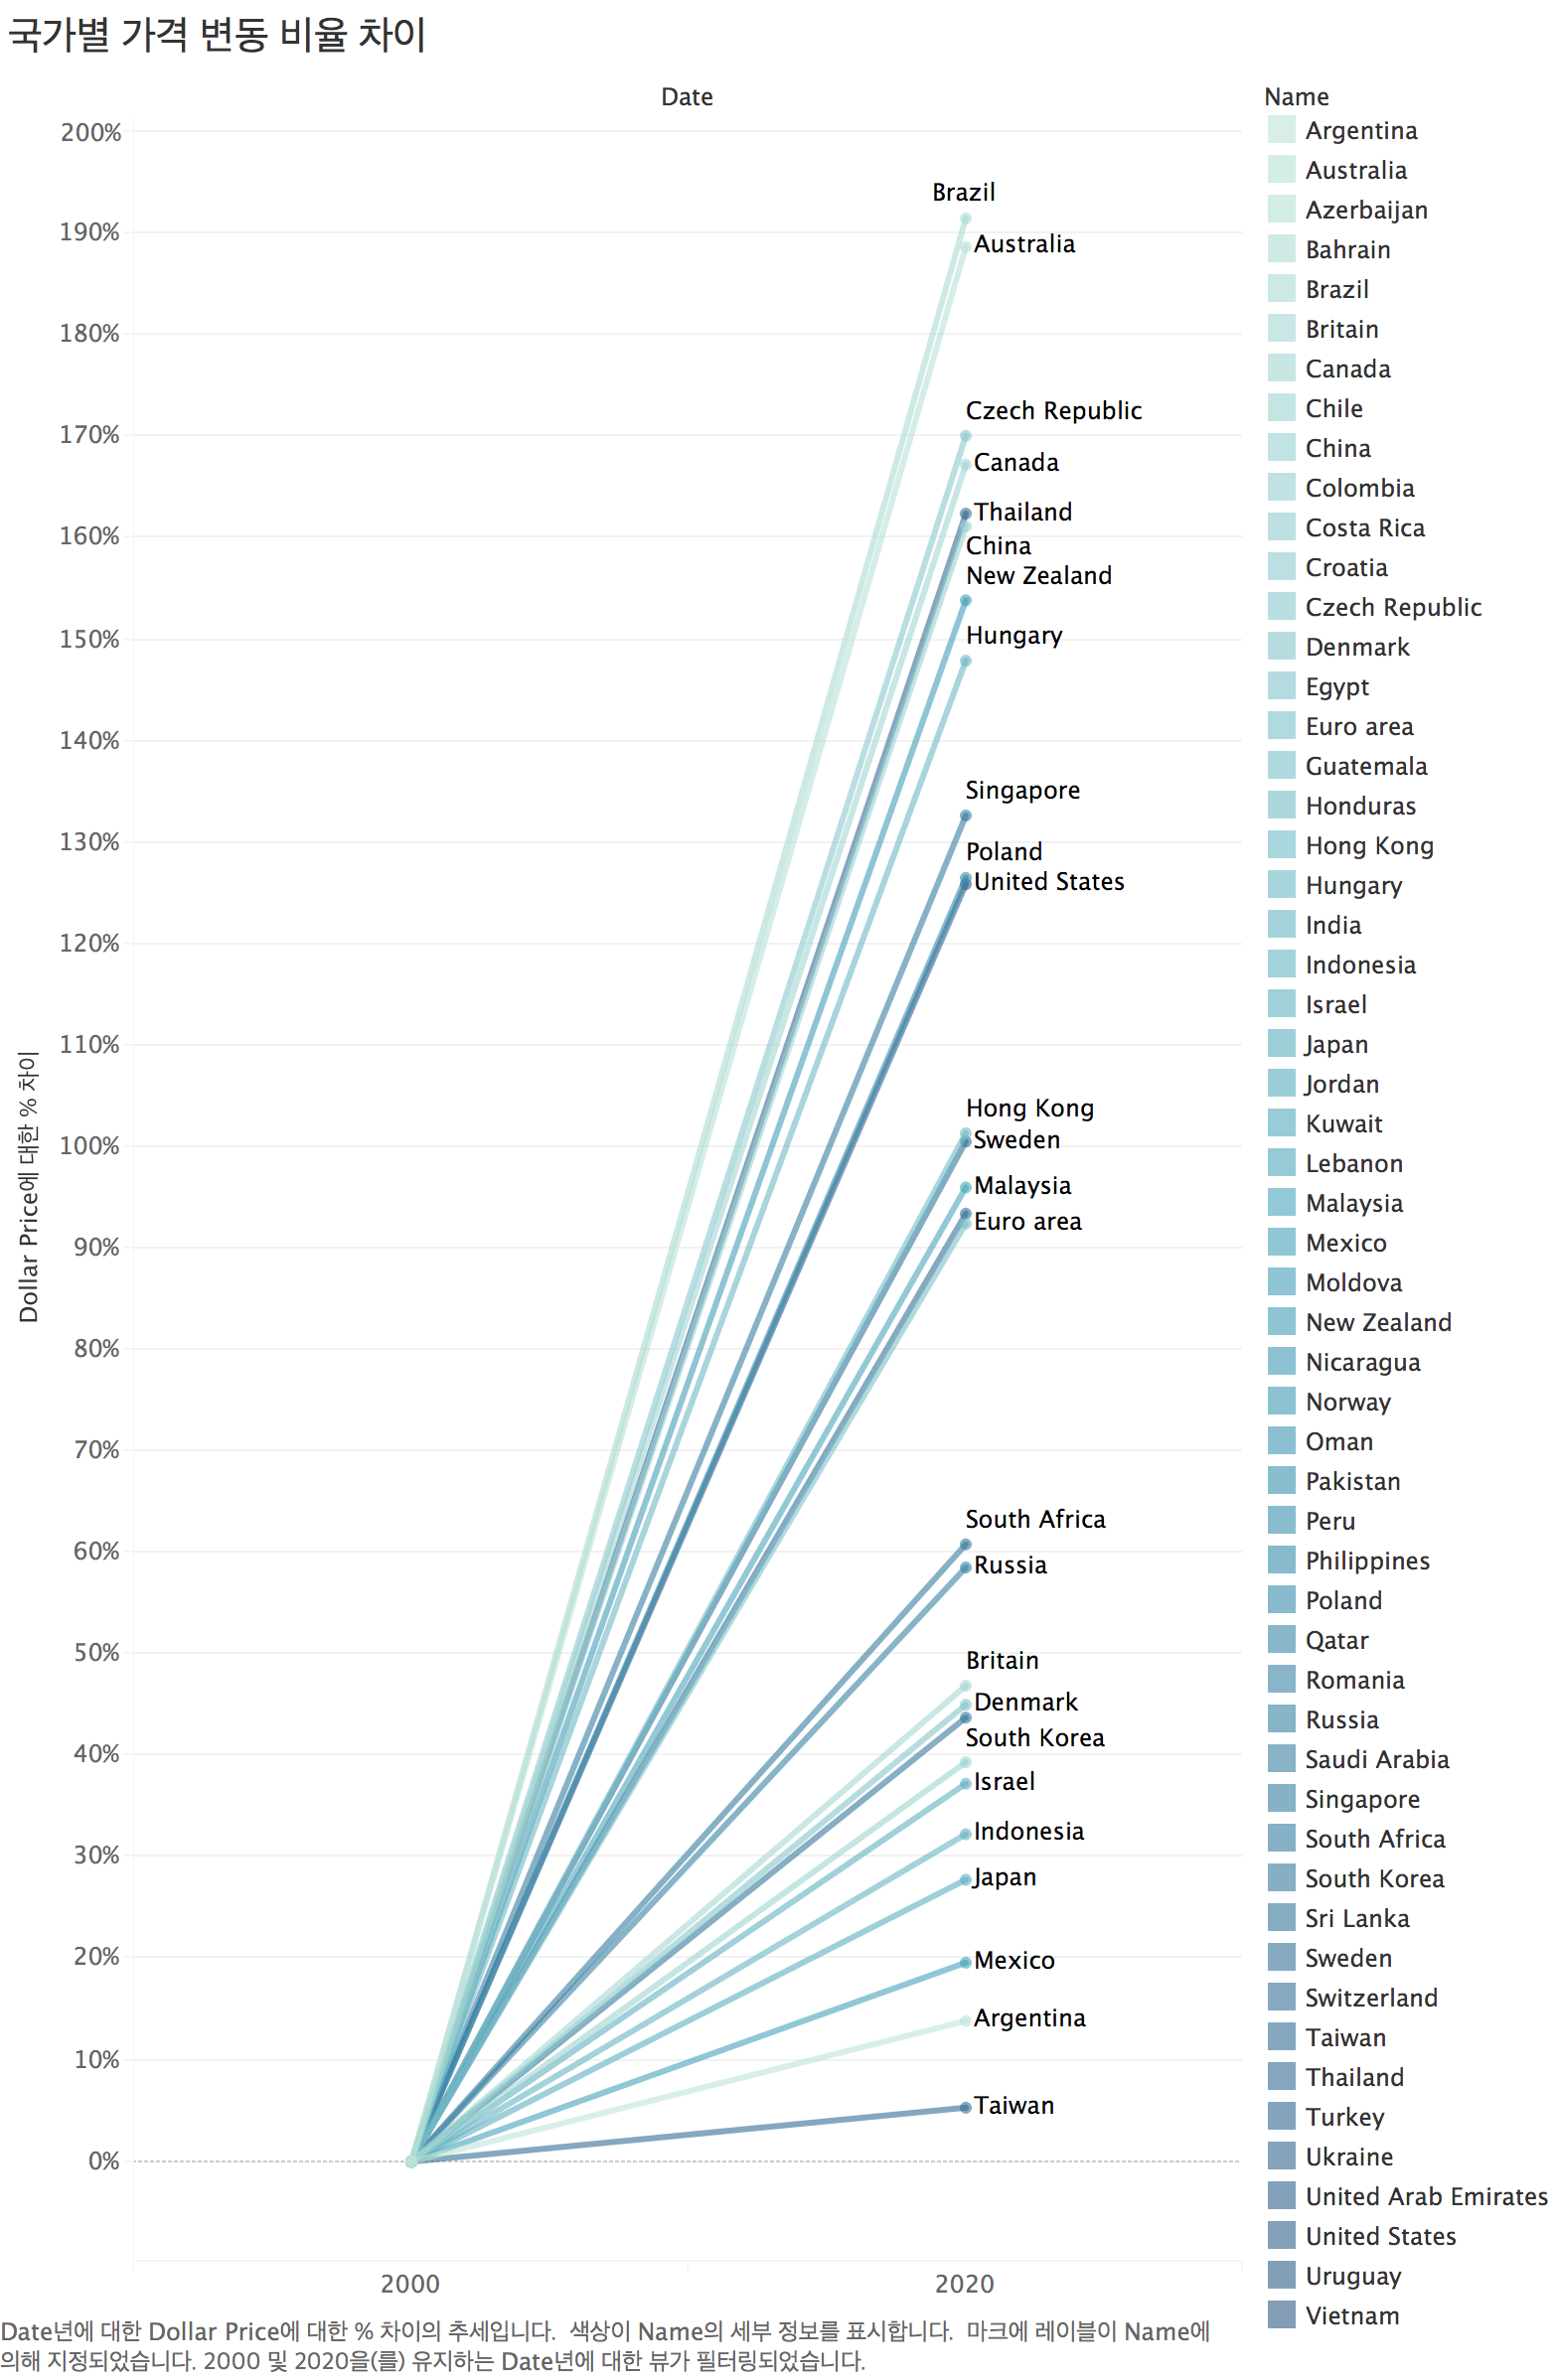 국가별 가격 변동 비율 차이
Date
200%
190%
180%
170%
160%
150%
140%
130%
120%
110%
100%
90%
80%
70%
60%
50%
40%
30%
20%
10%
0%
Dollar Price에 대한 % 차이
Brazil
Australia
Czech Republic
Canada
Thailand
China
New Zealand
Hungary
Singapore
Poland
United States
Hong Kong
Sweden
Malaysia
Euro area
South Africa
Russia
Britain
Denmark
South Korea
Israel
Indonesia
Japan
Mexico
Argentina
Taiwan
2000
2020
Name
Argentina
Australia
Azerbaijan
Bahrain
Brazil
Britain
Canada
Chile
China
Colombia
Costa Rica
Croatia
Czech Republic
Denmark
Egypt
Euro area
Guatemala
Honduras
Hong Kong
Hungary
India
Indonesia
Israel
Japan
Jordan
Kuwait
Lebanon
Malaysia
Mexico
Moldova
New Zealand
Nicaragua
Norway
Oman
Pakistan
Peru
Philippines
Poland
Qatar
Romania
Russia
Saudi Arabia
Singapore
South Africa
South Korea
Sri Lanka
Sweden
Switzerland
Taiwan
Thailand
Turkey
Ukraine
United Arab Emirates
United States
Uruguay
Vietnam
Date년에 대한 Dollar Price에 대한 % 차이의 추세입니다. 색상이 Name의 세부 정보를 표시합니다. 마크에 레이블이 Name에
의해 지정되었습니다. 2000 및 2020을(를) 유지하는 Date년에 대한 뷰가 필터링되었습니다.